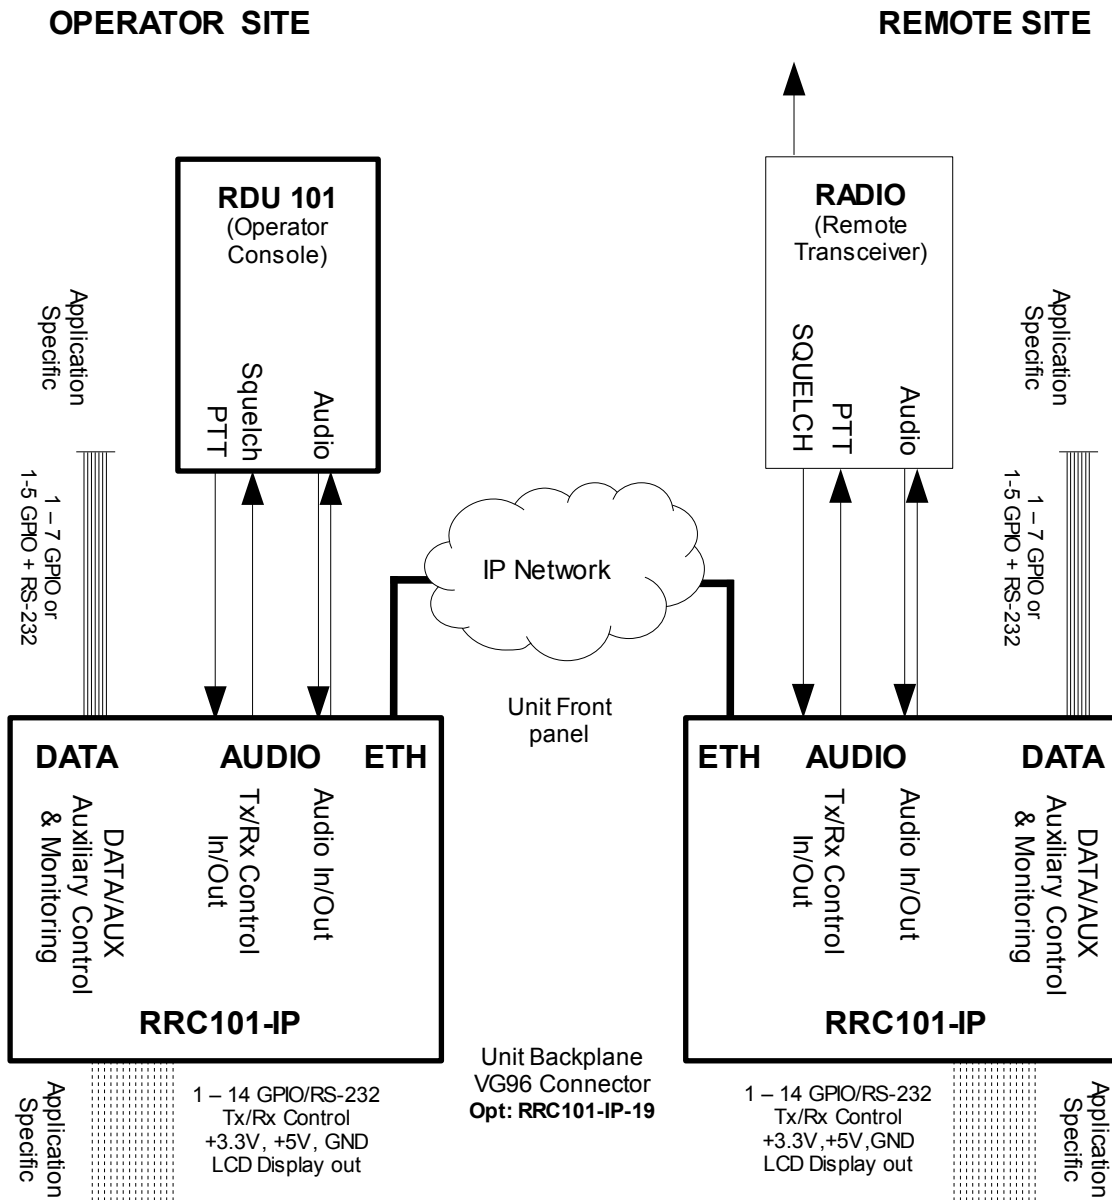 OPERATOR SITE
REMOTE SITE
RDU 101
(Operator
Console)
PTT
Squelch
Audio
RADIO
(Remote
Transceiver)
SQUELCH
PTT
Audio
Application
Specific
Application
Specific
1 – 7 GPIO or
1-5 GPIO + RS-232
IP Network
1 – 7 GPIO or
1-5 GPIO + RS-232
Unit Front
panel
DATA
AUDIO
ETH
DATA/AUX
Auxiliary Control
& Monitoring
Tx/Rx Control
In/Out
Audio In/Out
RRC101-IP
ETH
AUDIO
DATA
Tx/Rx Control
In/Out
Audio In/Out
DATA/AUX
Auxiliary Control
& Monitoring
RRC101-IP
Unit Backplane
VG96 Connector
Opt: RRC101-IP-19
Application
Specific
1 – 14 GPIO/RS-232
Tx/Rx Control
+3.3V, +5V, GND
LCD Display out
1 – 14 GPIO/RS-232
Tx/Rx Control
+3.3V,+5V,GND
LCD Display out
Application
Specific